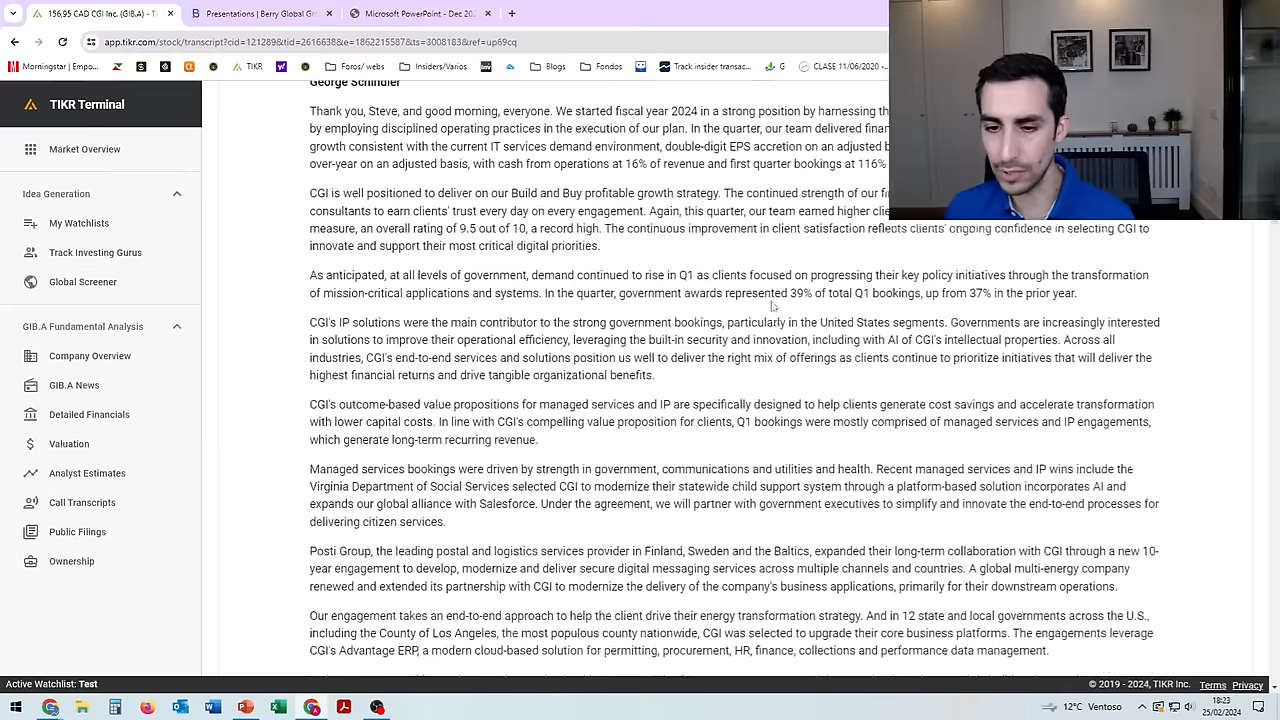 156,95 CAD CGI Inc. (GIB.A) - T
Presentations | Berry Global Gr
Microsoft PowerPoint - Dec 202
app.tikr.com/stock/transcript?cid=121289&tid=2616638&e=1862215587&ts=3008183&ref=up69cq
Morningstar | Empo...
TIKR
Foros/ webs
Insiders/Varios
Blogs
Fondos
Track insider transac...
G
CLASE 11/06/2020 -...
TIKR Terminal
Market Overview
Idea Generation
My Watchlists
Track Investing Gurus
Global Screener
GIB.A Fundamental Analysis
Company Overview
GIB.A News
Detailed Financials
Valuation
Analyst Estimates
Call Transcripts
Public Filings
Ownership
George Schindler
Thank you, Steve, and good morning, everyone. We started fiscal year 2024 in a strong position by harnessing th
by employing disciplined operating practices in the execution of our plan. In the quarter, our team delivered finan
growth consistent with the current IT services demand environment, double-digit EPS accretion on an adjusted b
over-year on an adjusted basis, with cash from operations at 16% of revenue and first quarter bookings at 116%
CGI is well positioned to deliver on our Build and Buy profitable growth strategy. The continued strength of our fi
consultants to earn clients' trust every day on every engagement. Again, this quarter, our team earned higher clie
measure, an overall rating of 9.5 out of 10, a record high. The continuous improvement in client satisfaction reflects clients' ongoing confidence in selecting CGI to
innovate and support their most critical digital priorities.
As anticipated, at all levels of government, demand continued to rise in Q1 as clients focused on progressing their key policy initiatives through the transformation
of mission-critical applications and systems. In the quarter, government awards represented 39% of total Q1 bookings, up from 37% in the prior year.
CGI's IP solutions were the main contributor to the strong government bookings, particularly in the United States segments. Governments are increasingly interested
in solutions to improve their operational efficiency, leveraging the built-in security and innovation, including with AI of CGI's intellectual properties. Across all
industries, CGI's end-to-end services and solutions position us well to deliver the right mix of offerings as clients continue to prioritize initiatives that will deliver the
highest financial returns and drive tangible organizational benefits.
CGI's outcome-based value propositions for managed services and IP are specifically designed to help clients generate cost savings and accelerate transformation
with lower capital costs. In line with CGI's compelling value proposition for clients, Q1 bookings were mostly comprised of managed services and IP engagements,
which generate long-term recurring revenue.
Managed services bookings were driven by strength in government, communications and utilities and health. Recent managed services and IP wins include the
Virginia Department of Social Services selected CGI to modernize their statewide child support system through a platform-based solution incorporates AI and
expands our global alliance with Salesforce. Under the agreement, we will partner with government executives to simplify and innovate the end-to-end processes for
delivering citizen services.
Posti Group, the leading postal and logistics services provider in Finland, Sweden and the Baltics, expanded their long-term collaboration with CGI through a new 10-
year engagement to develop, modernize and deliver secure digital messaging services across multiple channels and countries. A global multi-energy company
renewed and extended its partnership with CGI to modernize the delivery of the company's business applications, primarily for their downstream operations.
Our engagement takes an end-to-end approach to help the client drive their energy transformation strategy. And in 12 state and local governments across the U.S.,
including the County of Los Angeles, the most populous county nationwide, CGI was selected to upgrade their core business platforms. The engagements leverage
CGI's Advantage ERP, a modern cloud-based solution for permitting, procurement, HR, finance, collections and performance data management.
Active Watchlist: Test
© 2019 - 2024, TIKR Inc. Terms Privacy
12°C Ventoso
18:23
25/02/2024